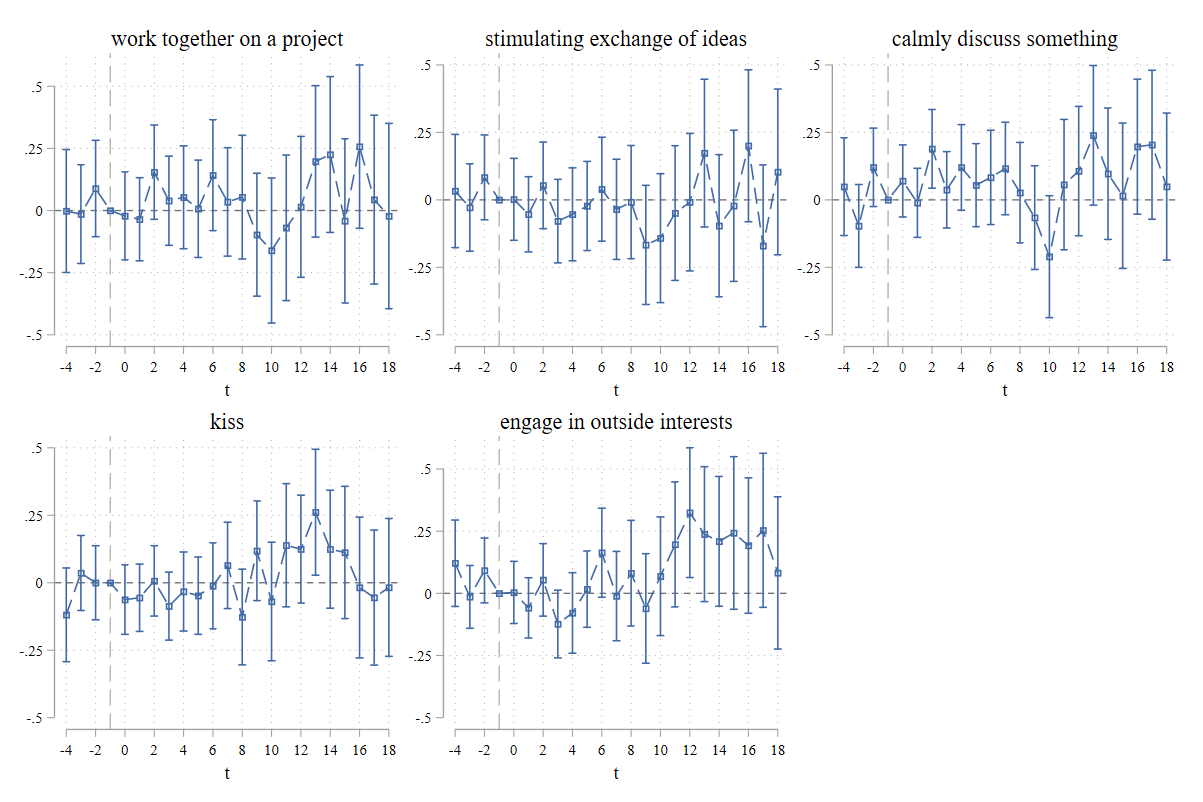 work together on a project
stimulating exchange of ideas
calmly discuss something
.5
.25
0
-.25
-.5
-4 -2 0 2 4 6 8 10 12 14 16 18
t
.5
.25
0
-.25
-.5
-4 -2 0 2 4 6 8 10 12 14 16 18
t
.5
.25
0
-.25
-.5
-4 -2 0 2 4 6 8 10 12 14 16 18
t
kiss
engage in outside interests
.5
.25
0
-.25
-.5
-4 -2 0 2 4 6 8 10 12 14 16 18
t
.5
.25
0
-.25
-.5
-4 -2 0 2 4 6 8 10 12 14 16 18
t